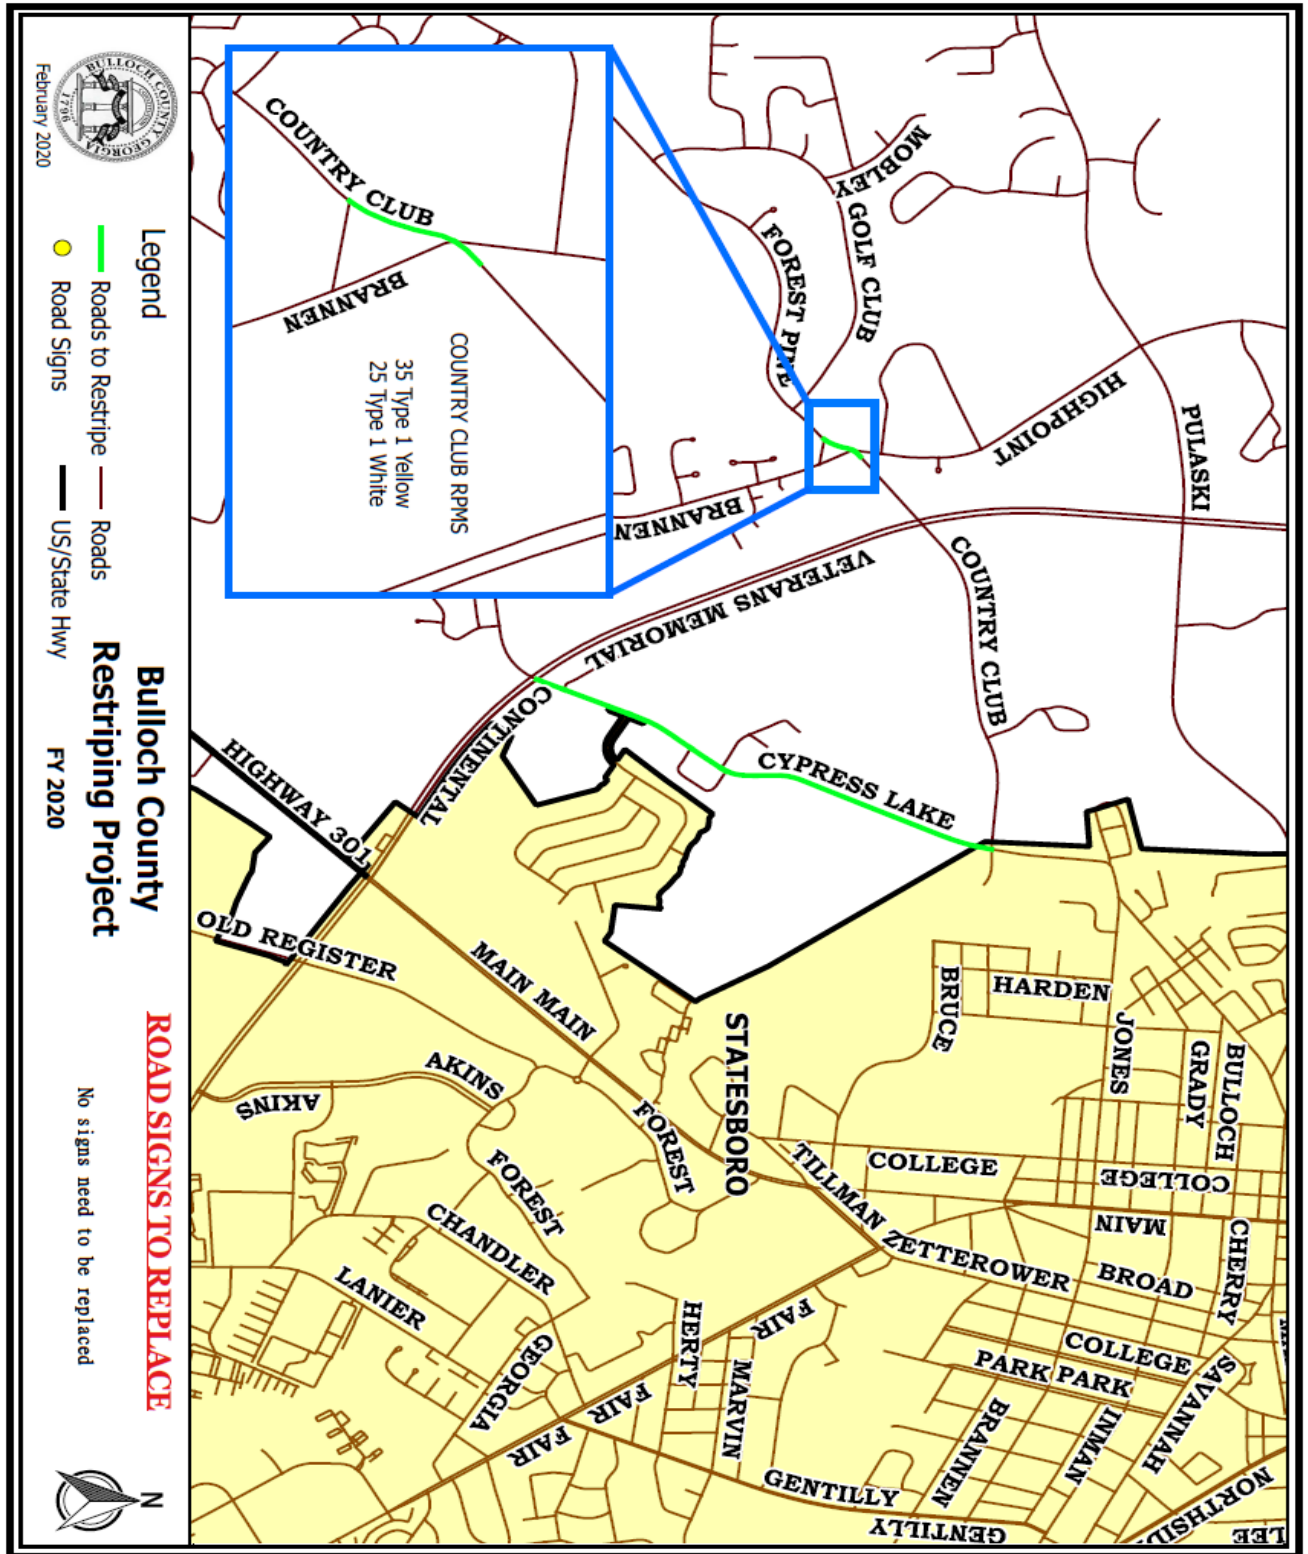 MOBLEY
GOLF CLUB
FOREST PINE
HIGHPOINT
PULASKI
BRANNEN
COUNTRY CLUB
VETERANS MEMORIAL
CONTINENTAL
CYPRESS LAKE
HIGHWAY 301
OLD REGISTER
MAIN MAIN
AKINS
AKINS
FOREST
FOREST
STATESBORO
BRUCE
HARDEN
JONES
GRADY
BULLOCH
COLLEGE
COLLEGE
TILLMAN
ZETTEROWER
MAIN
CHERRY
BROAD
CHANDLER
LANIER
GEORGIA
HERTY
MARVIN
FAIR
FAIR
FAIR
COLLEGE
PARK PARK
SAVANNAH
INMAN
BRANNEN
GENTILLY
GENTILLY
LEE
COUNTRY CLUB
BRANNEN
COUNTRY CLUB RPMS
35 Type 1 Yellow
25 Type 1 White
BULLOCH COUNTY GEORGIA
1796
February 2020
Legend
Roads to Restripe
Roads
Road Signs
US/State Hwy
Bulloch County
Restriping Project
FY 2020
ROAD SIGNS TO REPLACE
No signs need to be replaced
N